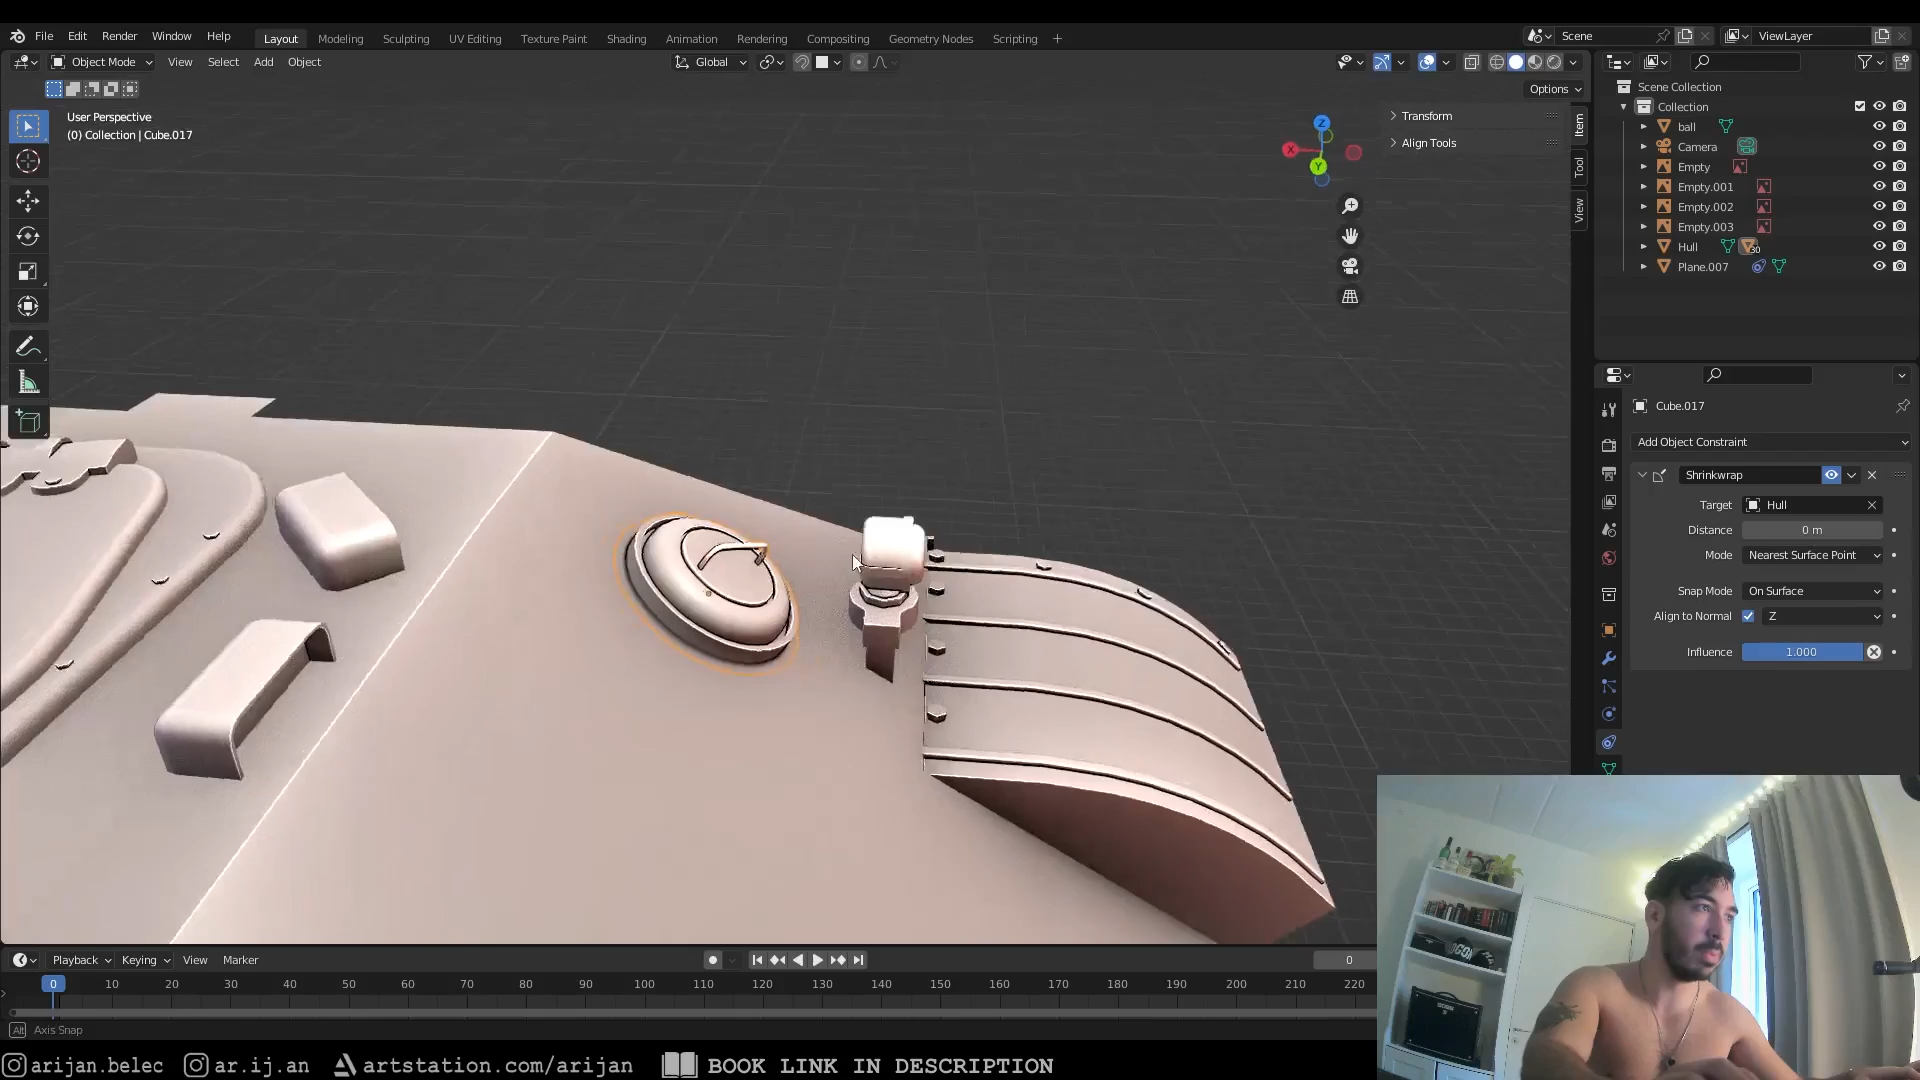 File Edit Render Window Help
Layout Modeling Sculpting UV Editing Texture Paint Shading Animation Rendering Compositing Geometry Nodes Scripting +
Scene
ViewLayer
Object Mode View Select Add Object
Global
Options
User Perspective
(0) Collection | Cube.017
Z
X
Y
Transform
Align Tools
Item
Tool
View
Scene Collection
Collection
ball
Camera
Empty
Empty.001
Empty.002
Empty.003
Hull
30
Plane.007
Cube.017
Add Object Constraint
Shrinkwrap
Target Hull
Distance 0 m
Mode Nearest Surface Point
Snap Mode On Surface
Align to Normal Z
Influence 1.000
Playback Keying View Marker
0
0 10 20 30 40 50 60 70 80 90 100 110 120 130 140 150 160 170 180 190 200 210 220
Alt Axis Snap
arijan.belec ar.ij.an artstation.com/arijan BOOK LINK IN DESCRIPTION